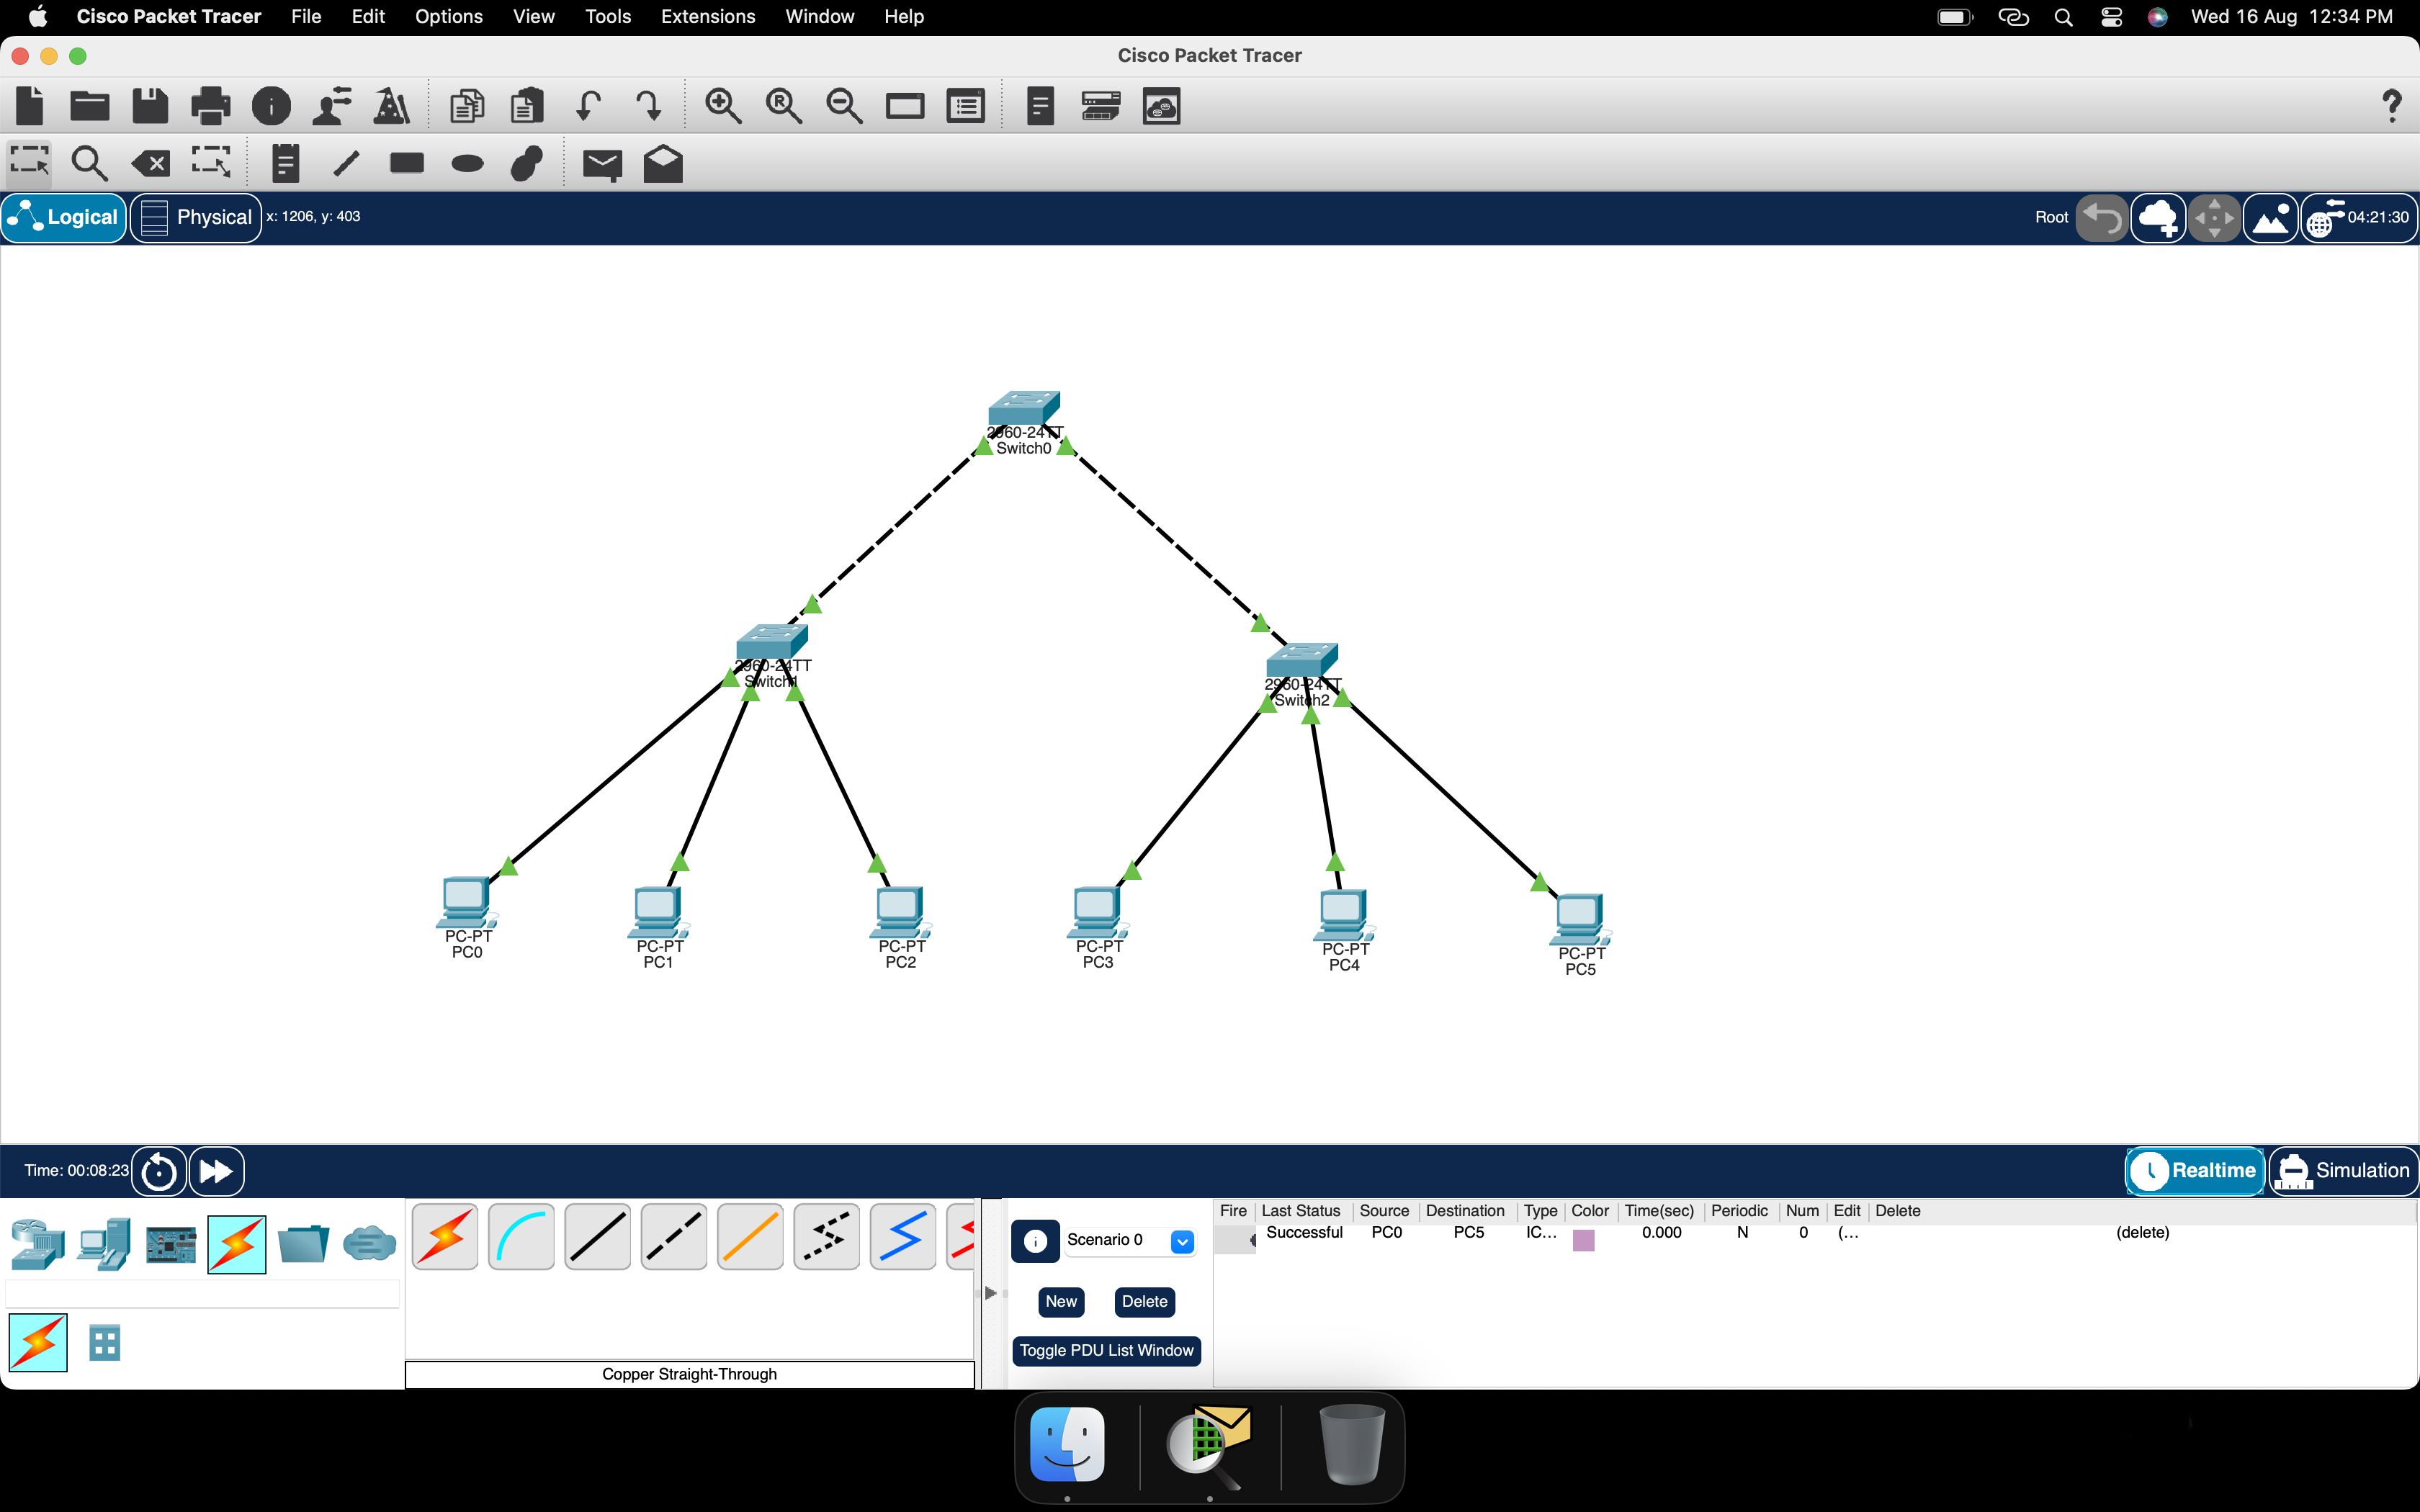 Cisco Packet Tracer File Edit Options View Tools Extensions Window Help Wed 16 Aug 12:34 PM
Cisco Packet Tracer
Logical Physical x: 1206, y: 403 Root 04:21:30
2960-24TT
Switch0
2960-24TT
Switch1
2960-24TT
Switch2
PC-PT
PC0
PC-PT
PC1
PC-PT
PC2
PC-PT
PC3
PC-PT
PC4
PC-PT
PC5
Time: 00:08:23 Realtime Simulation
Fire Last Status Source Destination Type Color Time(sec) Periodic Num Edit Delete
Successful PC0 PC5 IC... 0.000 N 0 (... (delete)
Scenario 0
New Delete
Toggle PDU List Window
Copper Straight-Through